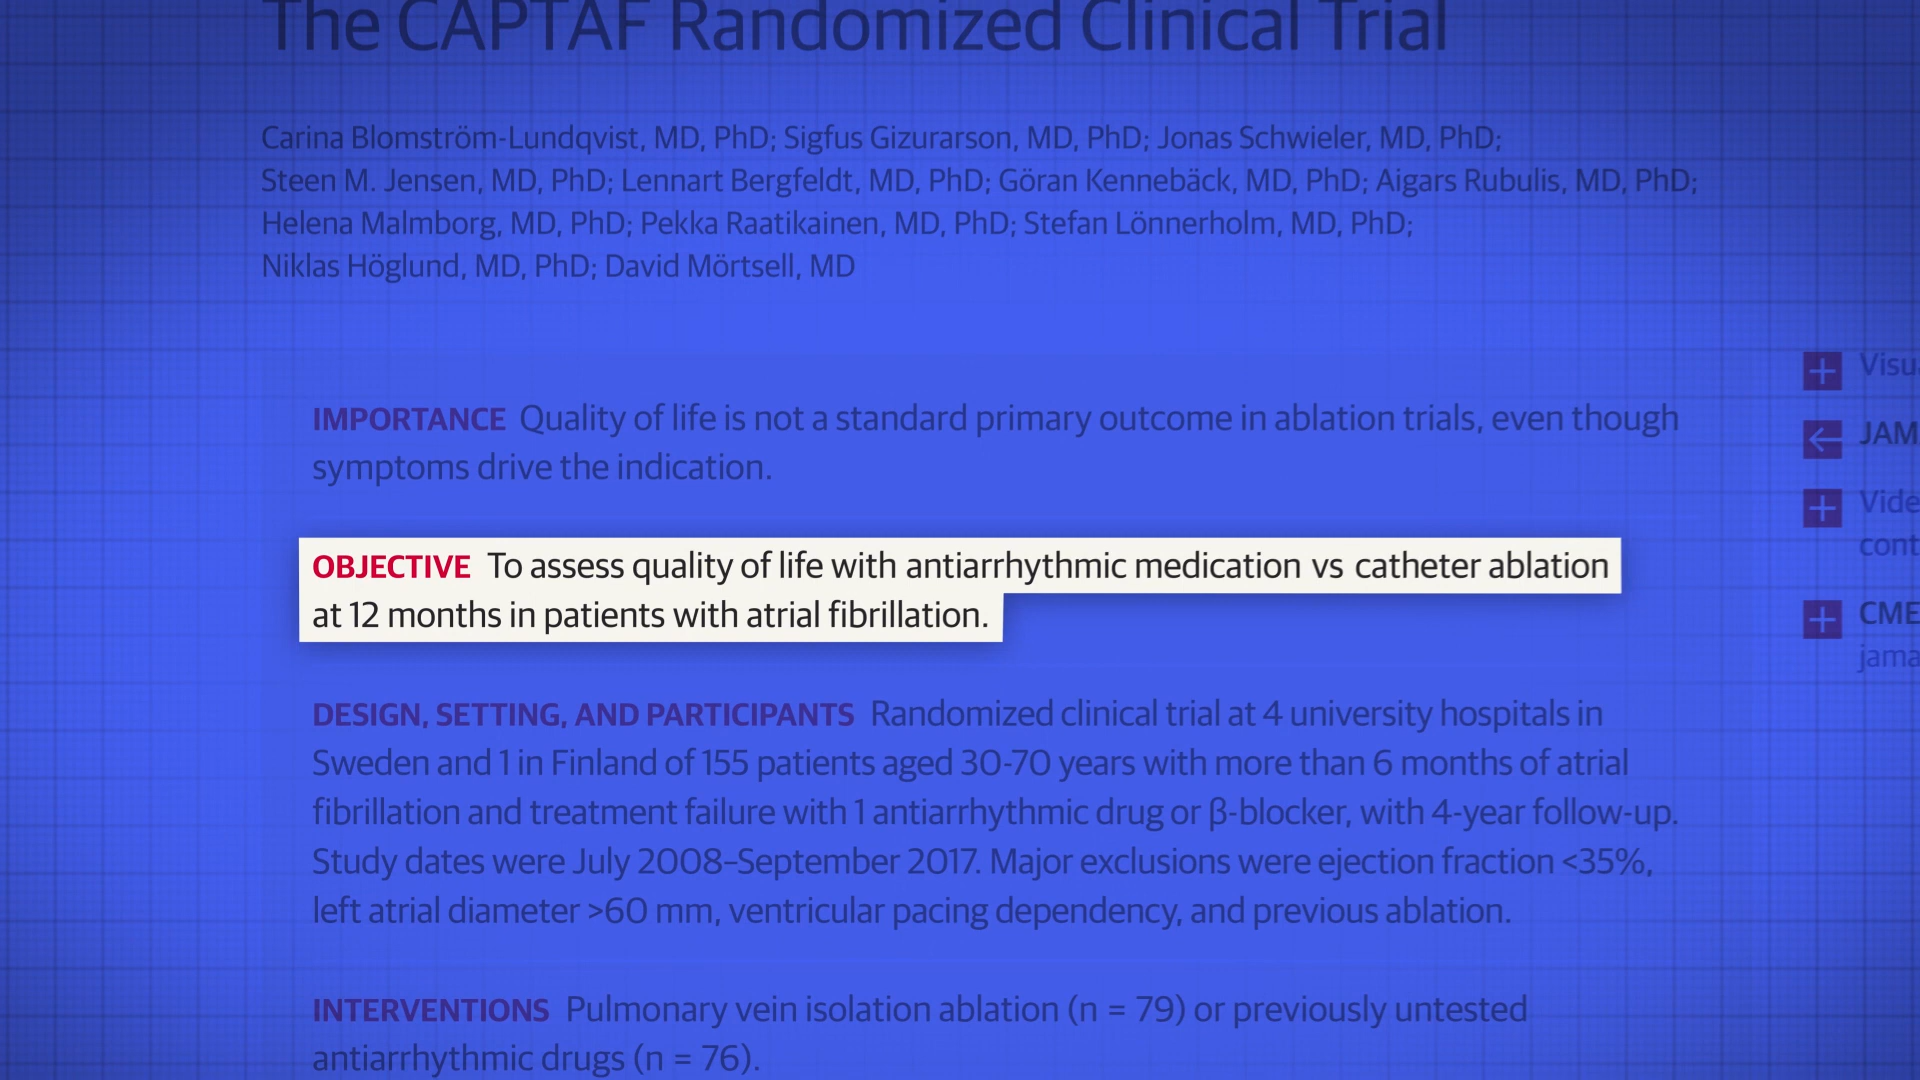 The CAPTAF Randomized Clinical Trial
Carina Blomström-Lundqvist, MD, PhD; Sigfus Gizurarson, MD, PhD; Jonas Schwieler, MD, PhD;
Steen M. Jensen, MD, PhD; Lennart Bergfeldt, MD, PhD; Göran Kennebäck, MD, PhD; Aigars Rubulis, MD, PhD;
Helena Malmborg, MD, PhD; Pekka Raatikainen, MD, PhD; Stefan Lönnerholm, MD, PhD;
Niklas Höglund, MD, PhD; David Mörtsell, MD
IMPORTANCE Quality of life is not a standard primary outcome in ablation trials, even though
symptoms drive the indication.
OBJECTIVE To assess quality of life with antiarrhythmic medication vs catheter ablation
at 12 months in patients with atrial fibrillation.
DESIGN, SETTING, AND PARTICIPANTS Randomized clinical trial at 4 university hospitals in
Sweden and 1 in Finland of 155 patients aged 30-70 years with more than 6 months of atrial
fibrillation and treatment failure with 1 antiarrhythmic drug or β-blocker, with 4-year follow-up.
Study dates were July 2008–September 2017. Major exclusions were ejection fraction <35%,
left atrial diameter >60 mm, ventricular pacing dependency, and previous ablation.
INTERVENTIONS Pulmonary vein isolation ablation (n = 79) or previously untested
antiarrhythmic drugs (n = 76).
Visu
JAM
Vide
cont
CME
jama